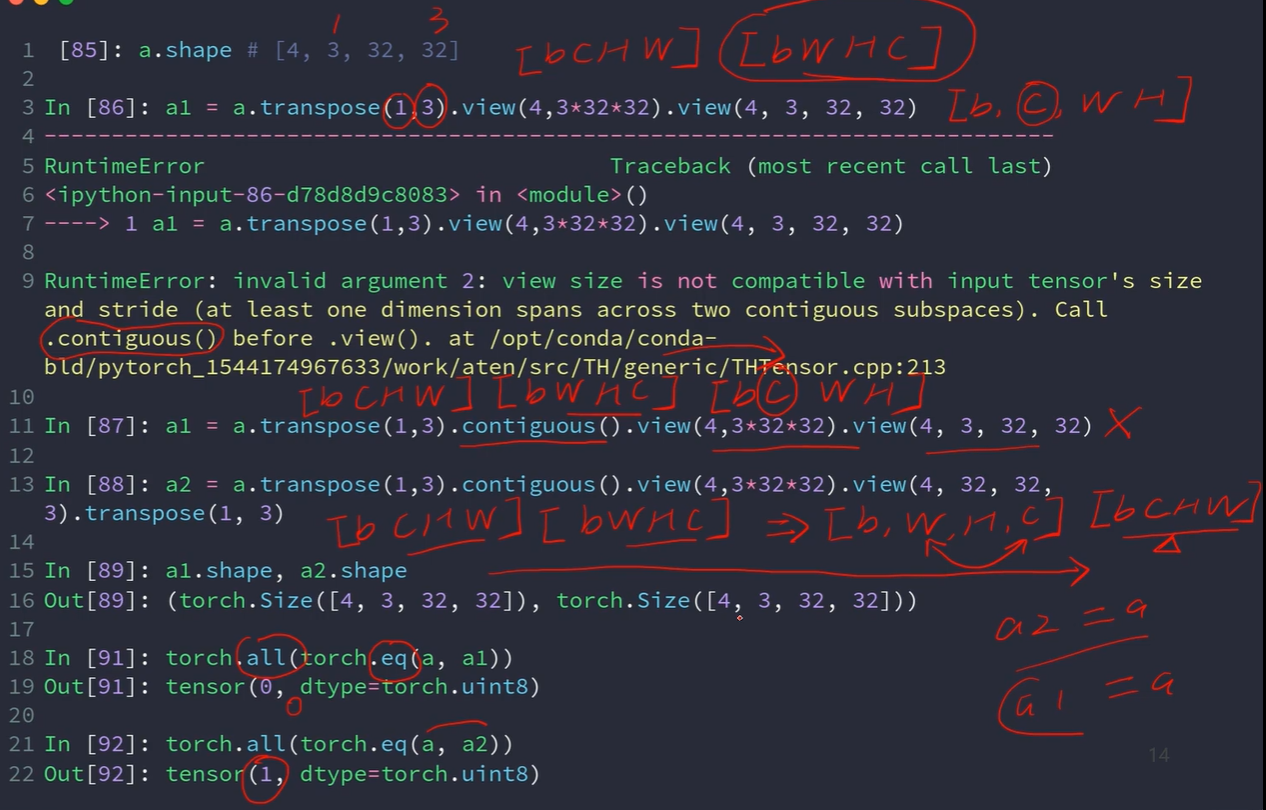 1 3
1 [85]: a.shape # [4, 3, 32, 32] [bCHW] [bWHC]
2
3 In [86]: a1 = a.transpose(1,3).view(4,3*32*32).view(4, 3, 32, 32) [b, C, W H]
4 --------------------------------------------------------------------------
5 RuntimeError Traceback (most recent call last)
6 <ipython-input-86-d78d8d9c8083> in <module>()
7 ----> 1 a1 = a.transpose(1,3).view(4,3*32*32).view(4, 3, 32, 32)
8
9 RuntimeError: invalid argument 2: view size is not compatible with input tensor's size
and stride (at least one dimension spans across two contiguous subspaces). Call
.contiguous() before .view(). at /opt/conda/conda-
bld/pytorch_1544174967633/work/aten/src/TH/generic/THTensor.cpp:213
10 [bCHW] [bWHC] [bC WH]
11 In [87]: a1 = a.transpose(1,3).contiguous().view(4,3*32*32).view(4, 3, 32, 32) X
12
13 In [88]: a2 = a.transpose(1,3).contiguous().view(4,3*32*32).view(4, 32, 32,
3).transpose(1, 3) [bCHW] [bWHC] => [b, W, H, C] [bCHW]
14
15 In [89]: a1.shape, a2.shape
16 Out[89]: (torch.Size([4, 3, 32, 32]), torch.Size([4, 3, 32, 32]))
17 a2 = a
18 In [91]: torch.all(torch.eq(a, a1))
19 Out[91]: tensor(0, dtype=torch.uint8) a1 = a
20 0
21 In [92]: torch.all(torch.eq(a, a2))
22 Out[92]: tensor(1, dtype=torch.uint8)
14